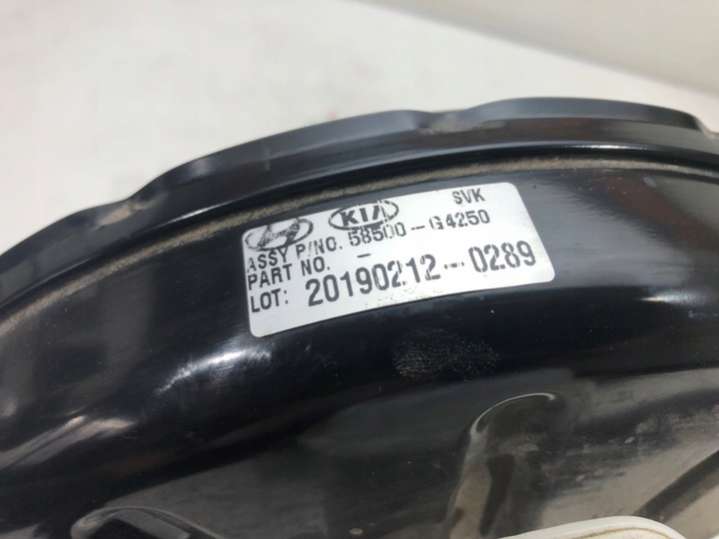 KIA SVK
ASSY P/NO. 58500-G4250
PART NO. -
LOT: 20190212-0289